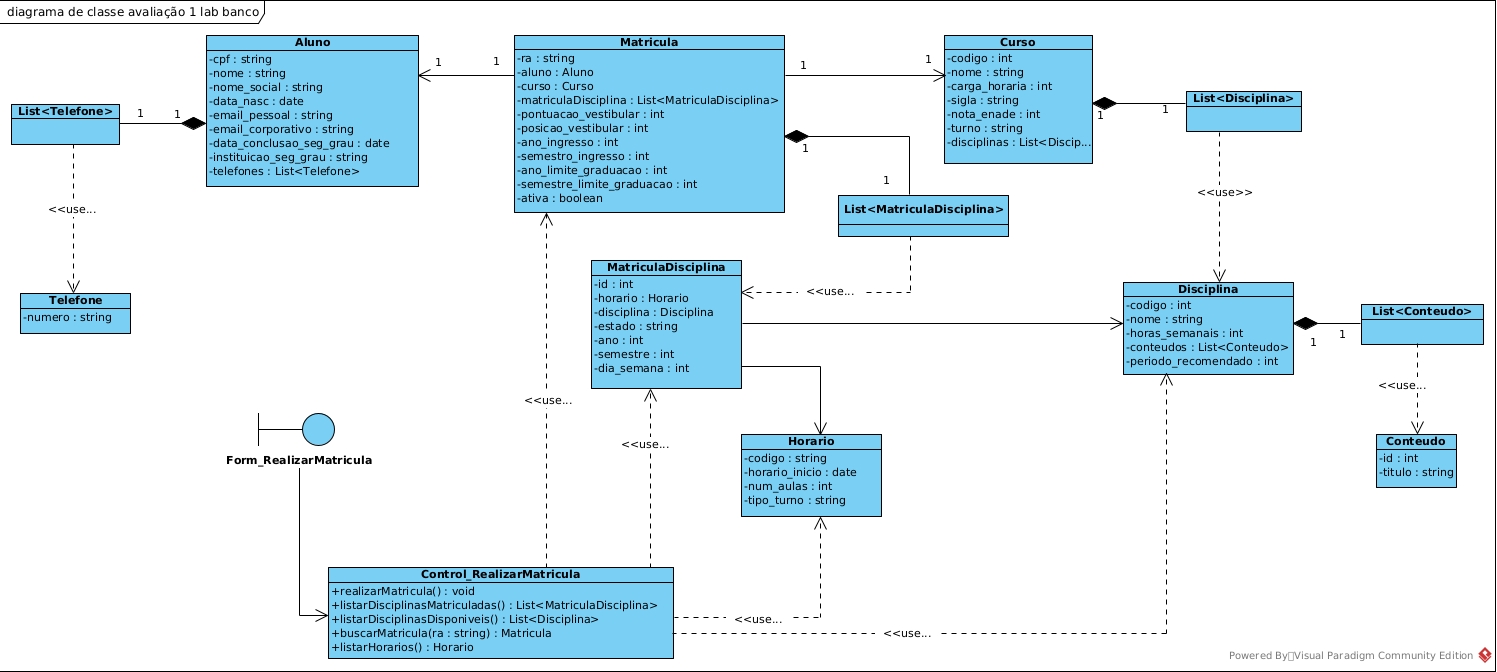 diagrama de classe avaliação 1 lab banco
Aluno
-cpf : string
-nome : string
-nome_social : string
-data_nasc : date
-email_pessoal : string
-email_corporativo : string
-data_conclusao_seg_grau : date
-instituicao_seg_grau : string
-telefones : List<Telefone>
1
1
Matricula
-ra : string
-aluno : Aluno
-curso : Curso
-matriculaDisciplina : List<MatriculaDisciplina>
-pontuacao_vestibular : int
-posicao_vestibular : int
-ano_ingresso : int
-semestro_ingresso : int
-ano_limite_graduacao : int
-semestre_limite_graduacao : int
-ativa : boolean
1
1
Curso
-codigo : int
-nome : string
-carga_horaria : int
-sigla : string
-nota_enade : int
-turno : string
-disciplinas : List<Discip...
List<Telefone>
1
1
1
1
List<Disciplina>
1
1
List<MatriculaDisciplina>
<<use...
<<use>>
Telefone
-numero : string
MatriculaDisciplina
-id : int
-horario : Horario
-disciplina : Disciplina
-estado : string
-ano : int
-semestre : int
-dia_semana : int
<<use...
Disciplina
-codigo : int
-nome : string
-horas_semanais : int
-conteudos : List<Conteudo>
-periodo_recomendado : int
1
1
List<Conteudo>
<<use...
<<use...
<<use...
Form_RealizarMatricula
Horario
-codigo : string
-horario_inicio : date
-num_aulas : int
-tipo_turno : string
Conteudo
-id : int
-titulo : string
Control_RealizarMatricula
+realizarMatricula() : void
+listarDisciplinasMatriculadas() : List<MatriculaDisciplina>
+listarDisciplinasDisponiveis() : List<Disciplina>
+buscarMatricula(ra : string) : Matricula
+listarHorarios() : Horario
<<use...
<<use...
Powered By Visual Paradigm Community Edition